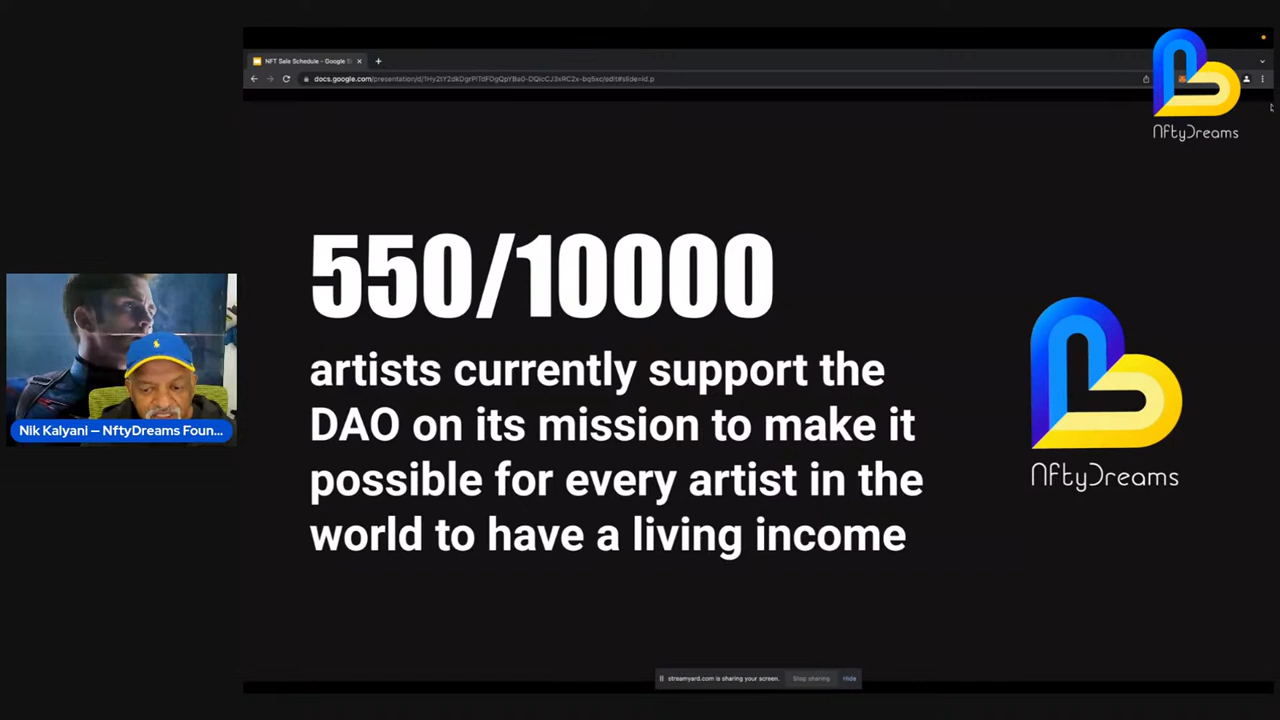 NFT Sale Schedule - Google Sl
NftyDreams
550/10000
artists currently support the
DAO on its mission to make it
possible for every artist in the
world to have a living income
NftyDreams
Nik Kalyani — NftyDreams Foun...
streamyard.com is sharing your screen.
Stop sharing
Hide